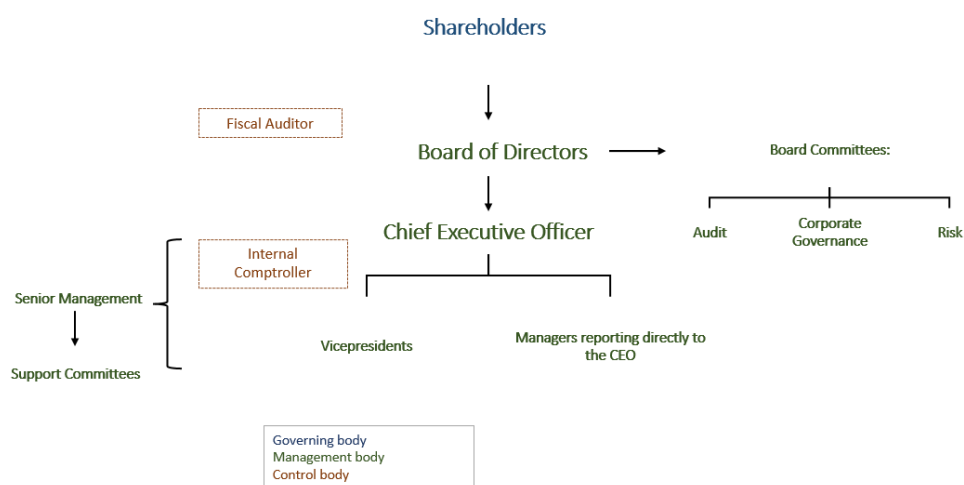 Shareholders
Fiscal Auditor
Board of Directors
Board Committees:
Audit
Corporate
Governance
Risk
Chief Executive Officer
Internal
Comptroller
Senior Management
Vicepresidents
Managers reporting directly to
the CEO
Support Committees
Governing body
Management body
Control body